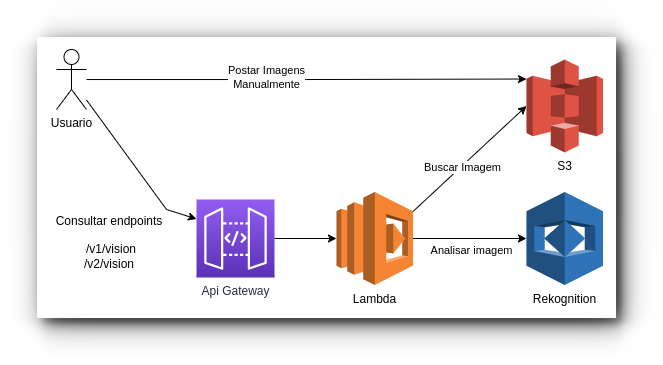 Postar Imagens
Manualmente
Usuario
S3
Buscar Imagem
Consultar endpoints
/v1/vision
/v2/vision
Analisar imagem
Api Gateway
Lambda
Rekognition